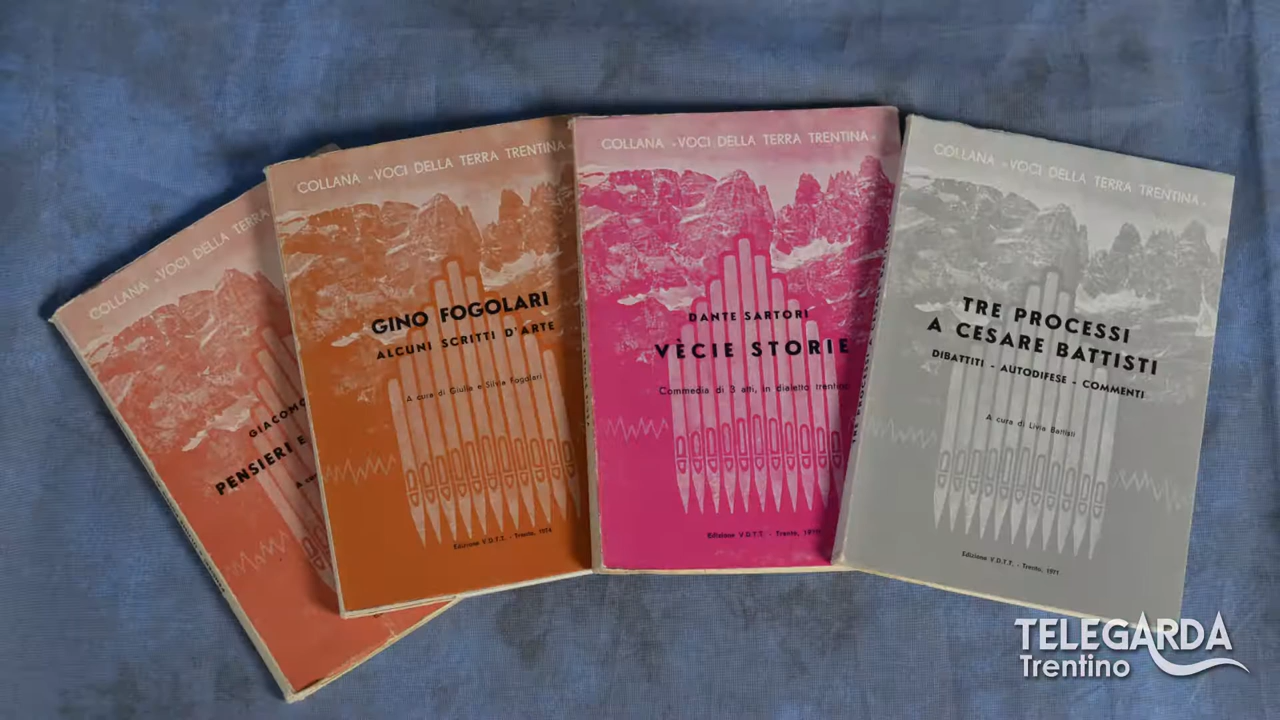 COLLANA «VOCI DELLA TERRA
GIACOMO
PENSIERI E
COLLANA «VOCI DELLA TERRA TRENTINA»
GINO FOGOLARI
ALCUNI SCRITTI D'ARTE
A cura di Giulia e Silvia Fogolari
Edizione V.D.T.T. - Trento, 1974
COLLANA «VOCI DELLA TERRA TRENTINA»
DANTE SARTORI
VÈCIE STORIE
Commedia di 3 atti, in dialetto trentino
Edizione V.D.T.T. - Trento,
COLLANA «VOCI DELLA TERRA TRENTINA»
TRE PROCESSI
A CESARE BATTISTI
DIBATTITI - AUTODIFESE - COMMENTI
A cura di Livia Battisti
Edizione V.D.T.T. - Trento, 1971
TELEGARDA
Trentino